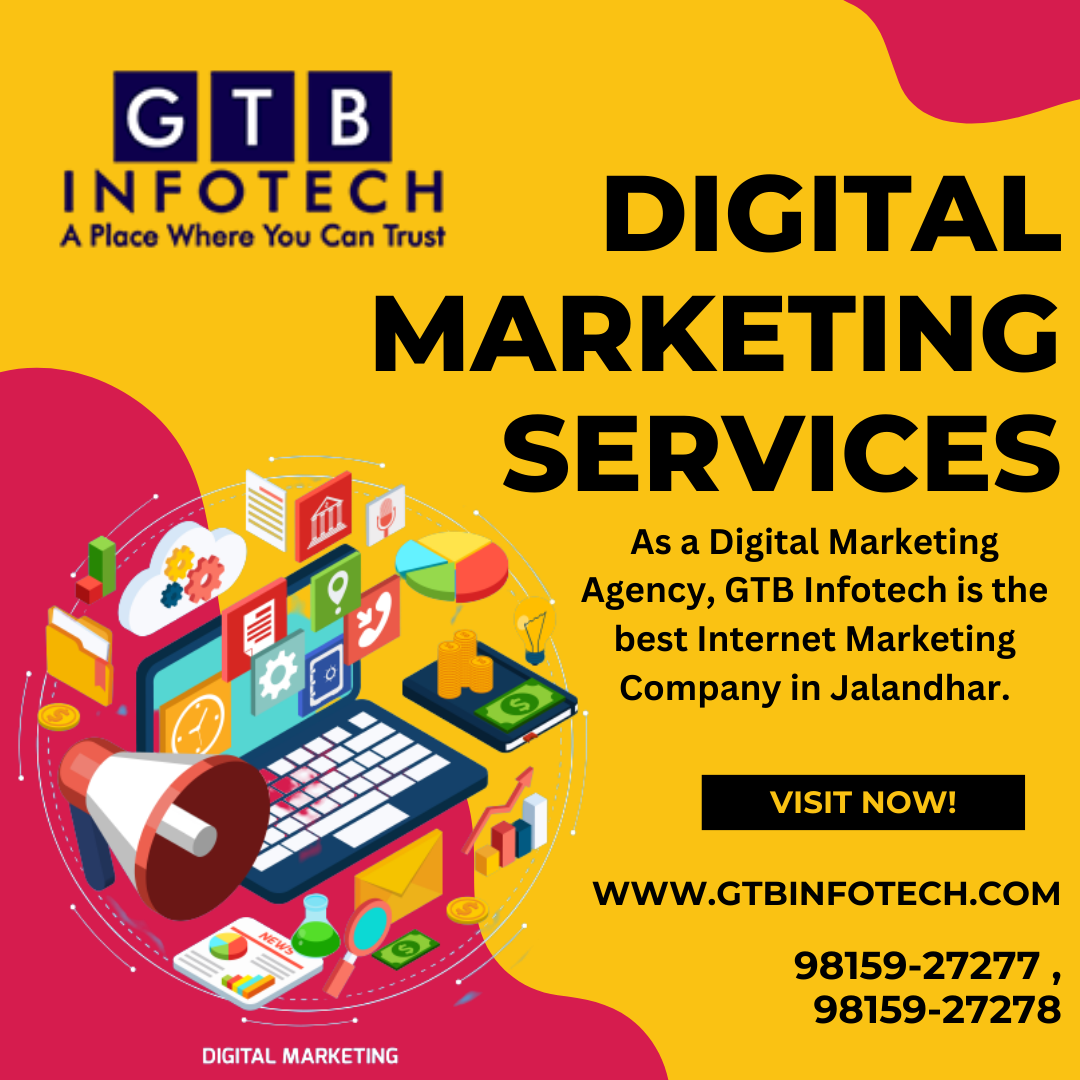 GTB
INFOTECH
A Place Where You Can Trust
DIGITAL
MARKETING
SERVICES
As a Digital Marketing
Agency, GTB Infotech is the
best Internet Marketing
Company in Jalandhar.
VISIT NOW!
WWW.GTBINFOTECH.COM
98159-27277 ,
98159-27278
NEWS
DIGITAL MARKETING